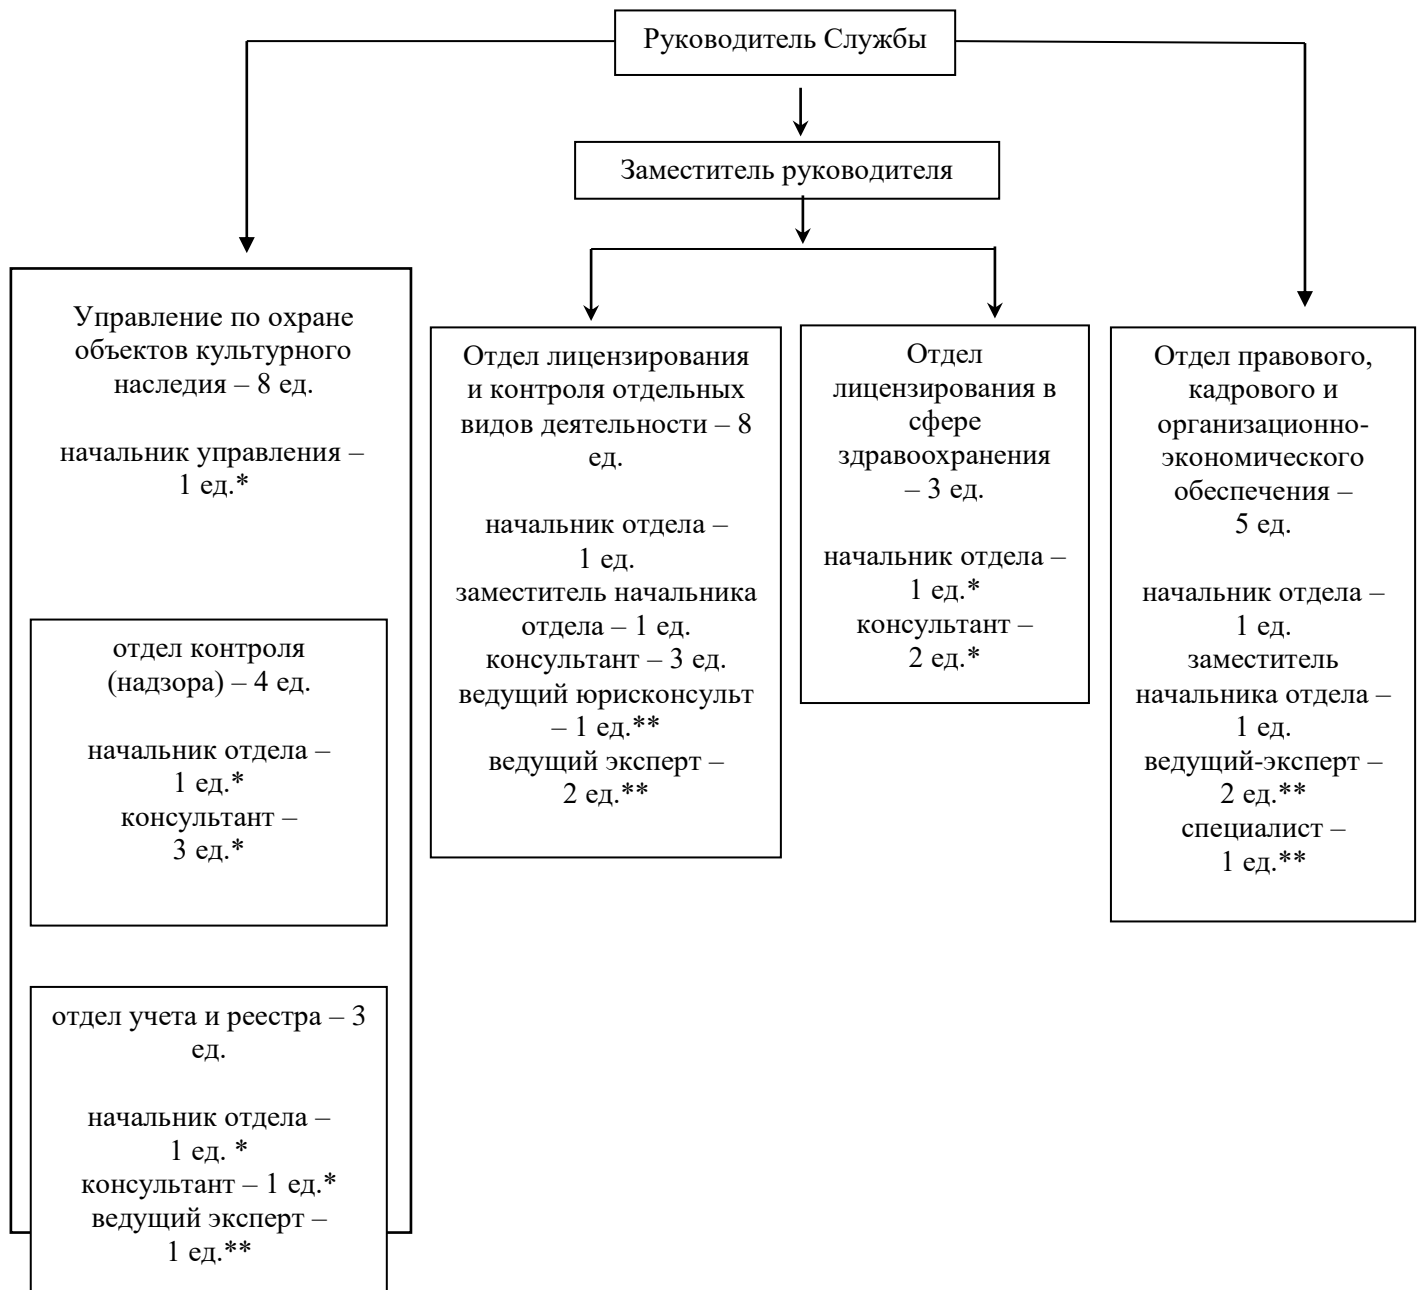 Руководитель Службы
Заместитель руководителя
Управление по охране
объектов культурного
наследия – 8 ед.
начальник управления –
1 ед.*
отдел контроля
(надзора) – 4 ед.
начальник отдела –
1 ед.*
консультант –
3 ед.*
отдел учета и реестра – 3
ед.
начальник отдела –
1 ед. *
консультант – 1 ед.*
ведущий эксперт –
1 ед.**
Отдел лицензирования
и контроля отдельных
видов деятельности – 8
ед.
начальник отдела –
1 ед.
заместитель начальника
отдела – 1 ед.
консультант – 3 ед.
ведущий юрисконсульт
– 1 ед.**
ведущий эксперт –
2 ед.**
Отдел
лицензирования в
сфере
здравоохранения
– 3 ед.
начальник отдела –
1 ед.*
консультант –
2 ед.*
Отдел правового,
кадрового и
организационно-
экономического
обеспечения –
5 ед.
начальник отдела –
1 ед.
заместитель
начальника отдела –
1 ед.
ведущий-эксперт –
2 ед.**
специалист –
1 ед.**